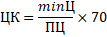 ЦК = minЦ / ПЦ × 70